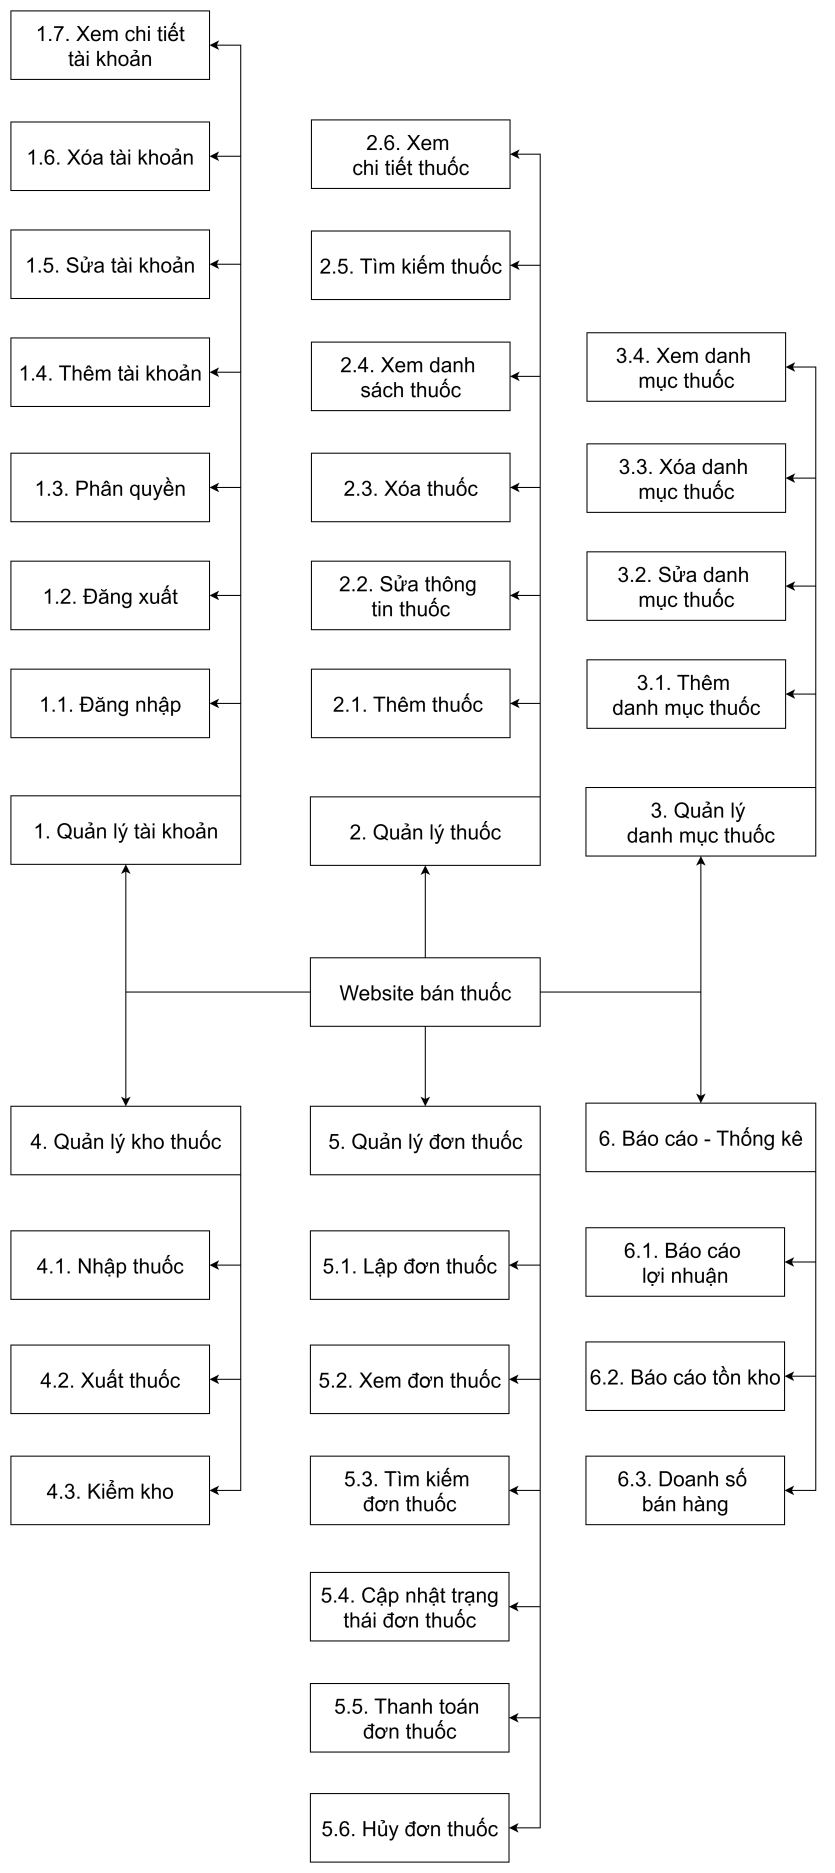 1.7. Xem chi tiết
tài khoản
1.6. Xóa tài khoản
1.5. Sửa tài khoản
1.4. Thêm tài khoản
1.3. Phân quyền
1.2. Đăng xuất
1.1. Đăng nhập
1. Quản lý tài khoản
2.6. Xem
chi tiết thuốc
2.5. Tìm kiếm thuốc
2.4. Xem danh
sách thuốc
2.3. Xóa thuốc
2.2. Sửa thông
tin thuốc
2.1. Thêm thuốc
2. Quản lý thuốc
3.4. Xem danh
mục thuốc
3.3. Xóa danh
mục thuốc
3.2. Sửa danh
mục thuốc
3.1. Thêm
danh mục thuốc
3. Quản lý
danh mục thuốc
Website bán thuốc
4. Quản lý kho thuốc
4.1. Nhập thuốc
4.2. Xuất thuốc
4.3. Kiểm kho
5. Quản lý đơn thuốc
5.1. Lập đơn thuốc
5.2. Xem đơn thuốc
5.3. Tìm kiếm
đơn thuốc
5.4. Cập nhật trạng
thái đơn thuốc
5.5. Thanh toán
đơn thuốc
5.6. Hủy đơn thuốc
6. Báo cáo - Thống kê
6.1. Báo cáo
lợi nhuận
6.2. Báo cáo tồn kho
6.3. Doanh số
bán hàng